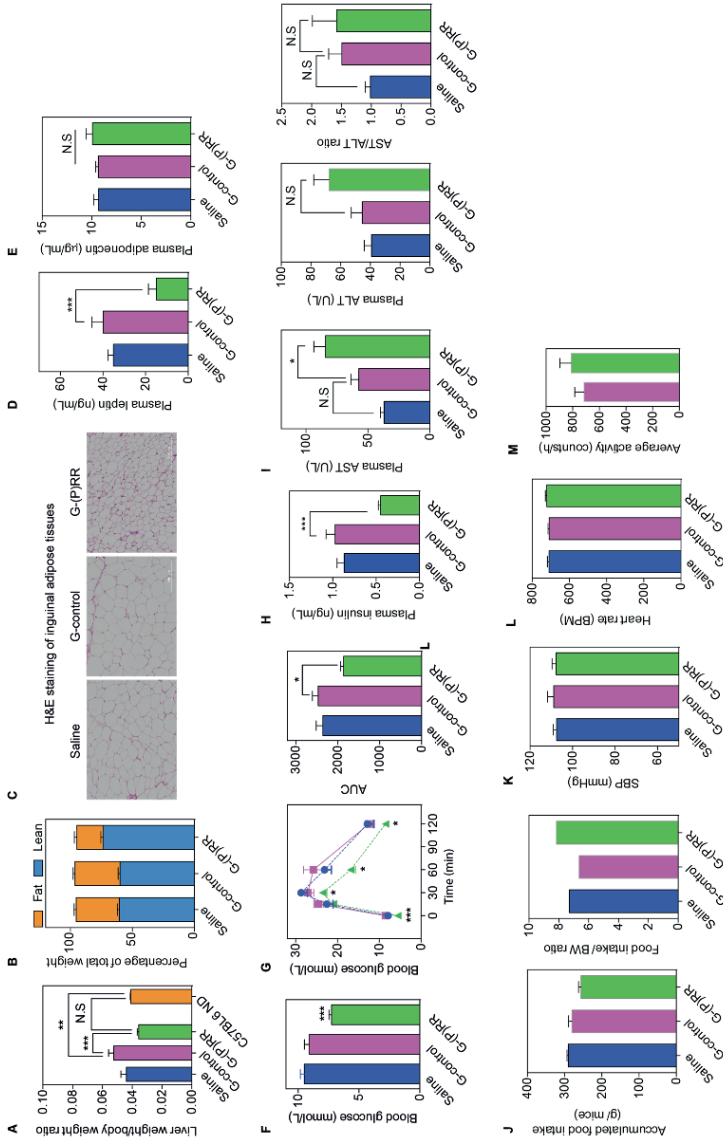 A
Liver weigh/body weight ratio
0.10
0.08
0.06
0.04
0.02
0.00
**
***
N.S
Saline
G-control
G-(P)RR
C57BL6 ND
B
Fat
Lean
Percentage of total weight
100
50
0
Saline
G-control
G-(P)RR
C
H&E staining of inguinal adipose tissues
Saline
G-control
G-(P)RR
D
Plasma leptin (ng/mL)
60
40
20
0
***
Saline
G-control
G-(P)RR
E
Plasma adiponectin (µg/mL)
15
10
5
0
N.S
Saline
G-control
G-(P)RR
F
Blood glucose (mmol/L)
10
5
0
***
Saline
G-control
G-(P)RR
G
Blood glucose (mmol/L)
30
20
10
0
***
*
*
*
0
30
60
90
120
Time (min)
AUC
3000
2000
1000
0
*
Saline
G-control
G-(P)RR
H
Plasma insulin (ng/mL)
1.5
1.0
0.5
0.0
***
Saline
G-control
G-(P)RR
I
Plasma AST (U/L)
100
50
0
N.S
*
Saline
G-control
G-(P)RR
Plasma ALT (U/L)
100
80
60
40
20
0
N.S
Saline
G-control
G-(P)RR
AST/ALT ratio
2.5
2.0
1.5
1.0
0.5
0.0
N.S
N.S
Saline
G-control
G-(P)RR
J
Accumulated food intake
(g/ mice)
400
300
200
100
0
Saline
G-control
G-(P)RR
K
Food intake/ BW ratio
10
8
6
4
2
0
Saline
G-control
G-(P)RR
L
SBP (mmHg)
120
100
80
60
Saline
G-control
G-(P)RR
L
Heart rate (BPM)
800
600
400
200
0
Saline
G-control
G-(P)RR
M
Average activity (counts/h)
1000
800
600
400
200
0